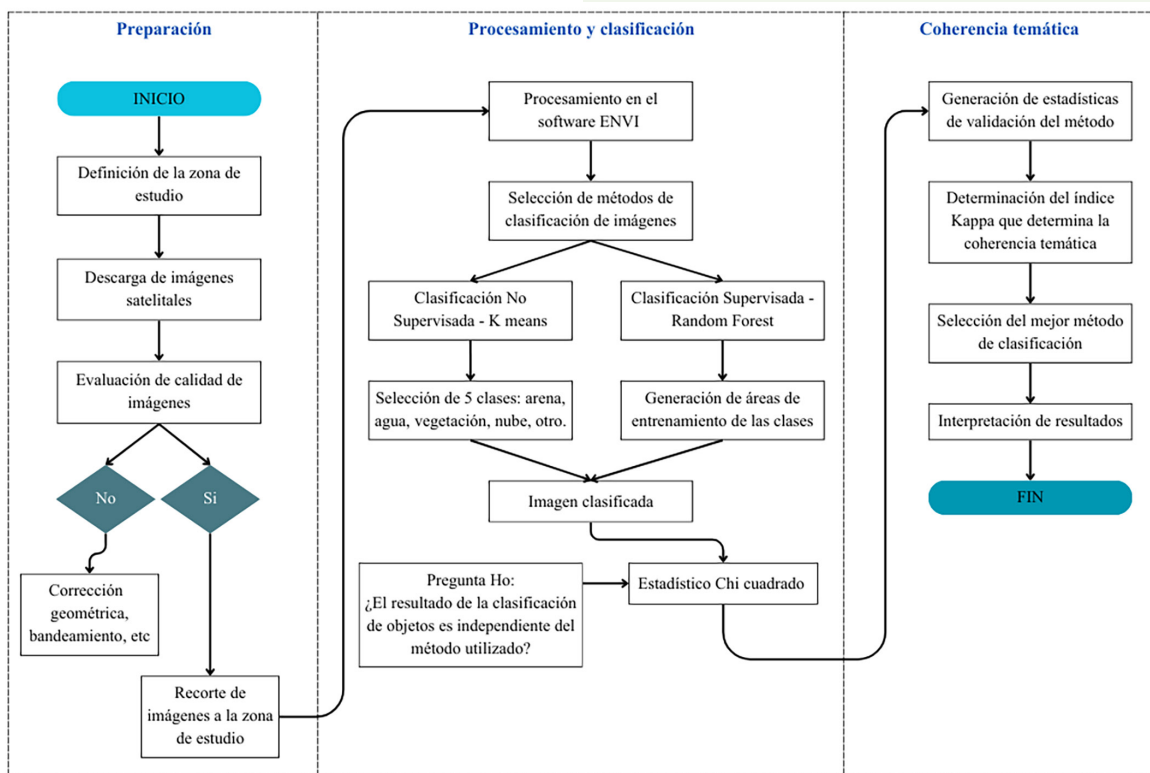 Preparación
INICIO
Definición de la zona de
estudio
Descarga de imágenes
satelitales
Evaluación de calidad de
imágenes
No
Si
Corrección
geométrica,
bandeamiento, etc
Recorte de
imágenes a la zona
de estudio
Procesamiento y clasificación
Procesamiento en el
software ENVI
Selección de métodos de
clasificación de imágenes
Clasificación No
Supervisada - K means
Clasificación Supervisada -
Random Forest
Selección de 5 clases: arena,
agua, vegetación, nube, otro.
Generación de áreas de
entrenamiento de las clases
Imagen clasificada
Pregunta Ho:
¿El resultado de la clasificación
de objetos es independiente del
método utilizado?
Estadístico Chi cuadrado
Coherencia temática
Generación de estadísticas
de validación del método
Determinación del índice
Kappa que determina la
coherencia temática
Selección del mejor método
de clasificación
Interpretación de resultados
FIN